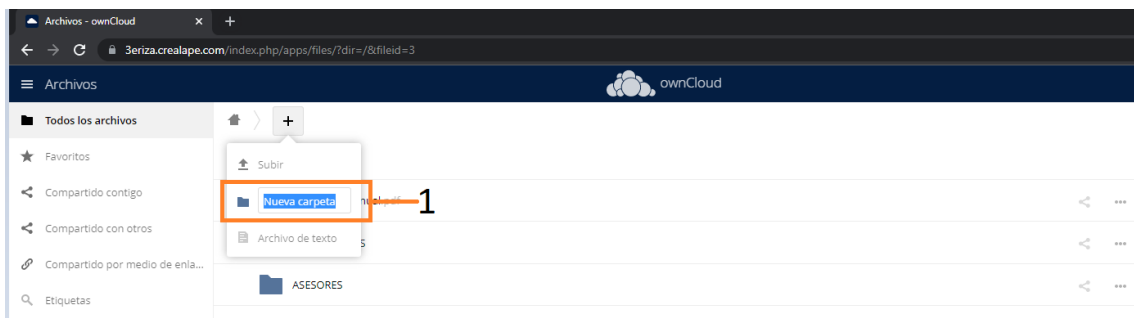 Archivos - ownCloud
3eriza.crealape.com/index.php/apps/files/?dir=/&fileid=3
Archivos
ownCloud
Todos los archivos
Favoritos
Subir
Compartido contigo
Nueva carpeta
.pdf
1
Compartido con otros
Archivo de texto
S
Compartido por medio de enla...
ASESORES
Etiquetas